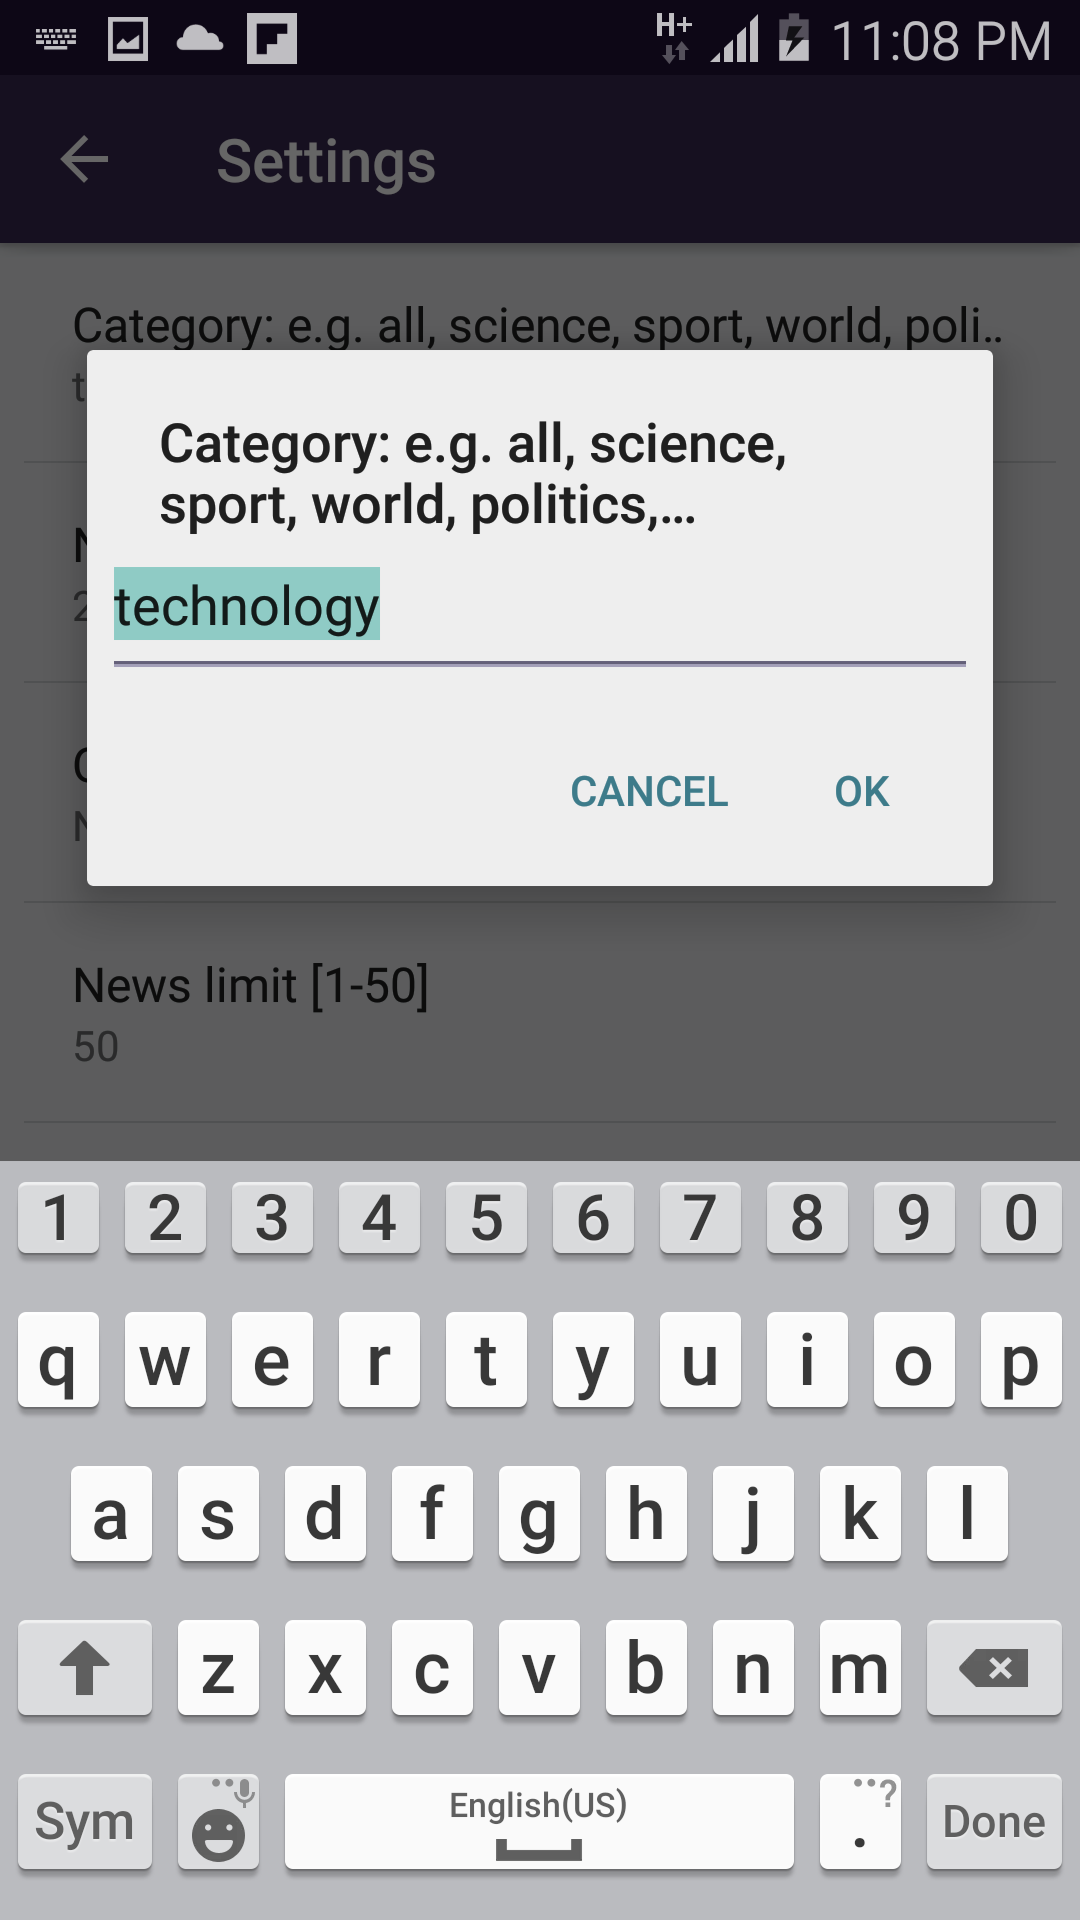 H+ 11:08 PM
Settings
Category: e.g. all, science, sport, world, poli…
t
Category: e.g. all, science,
sport, world, politics,…
technology
N
2
CANCEL OK
N
News limit [1-50]
50
1 2 3 4 5 6 7 8 9 0
q w e r t y u i o p
a s d f g h j k l
z x c v b n m
Sym English(US) . ? Done